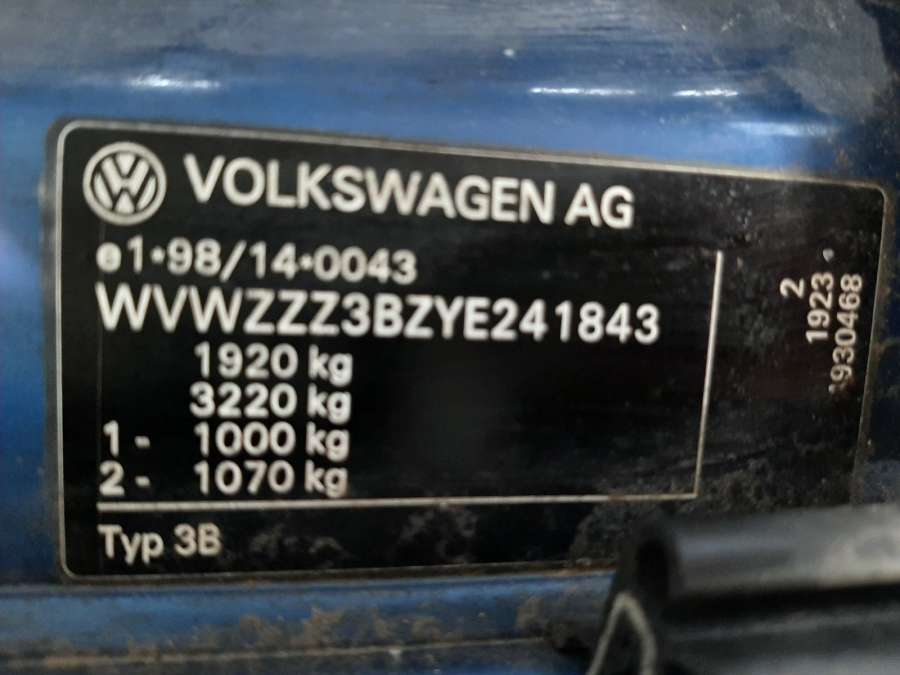 VOLKSWAGEN AG
e1*98/14*0043
WVWZZZ3BZYE241843
1920 kg
3220 kg
1- 1000 kg
2- 1070 kg
Typ 3B
2
1923
1930468